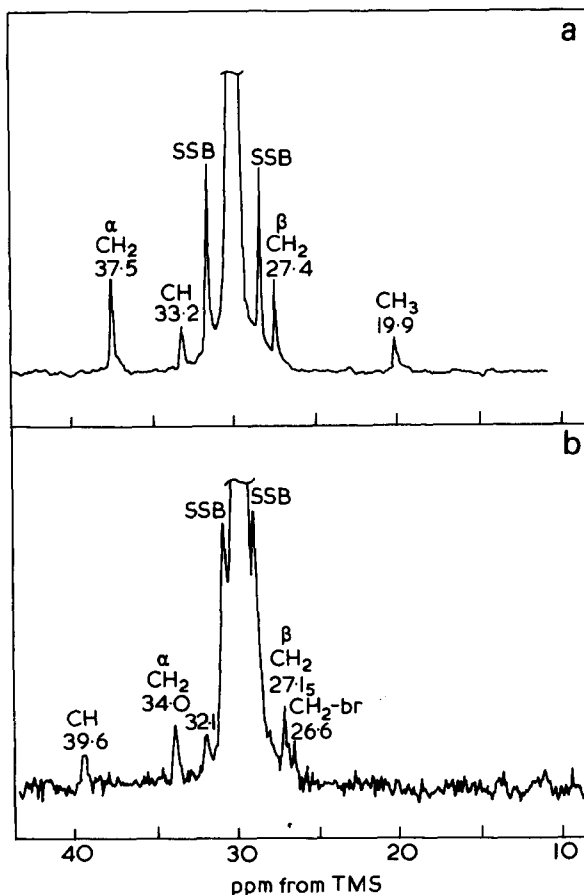 a
SSB
SSB
α
CH₂
37·5
β
CH₂
27·4
CH
33·2
CH₃
19·9
b
SSB
SSB
α
CH₂
34·0
β
CH₂
27·1₅
CH₂-br
26·6
CH
39·6
32·1
40
30
20
10
ppm from TMS